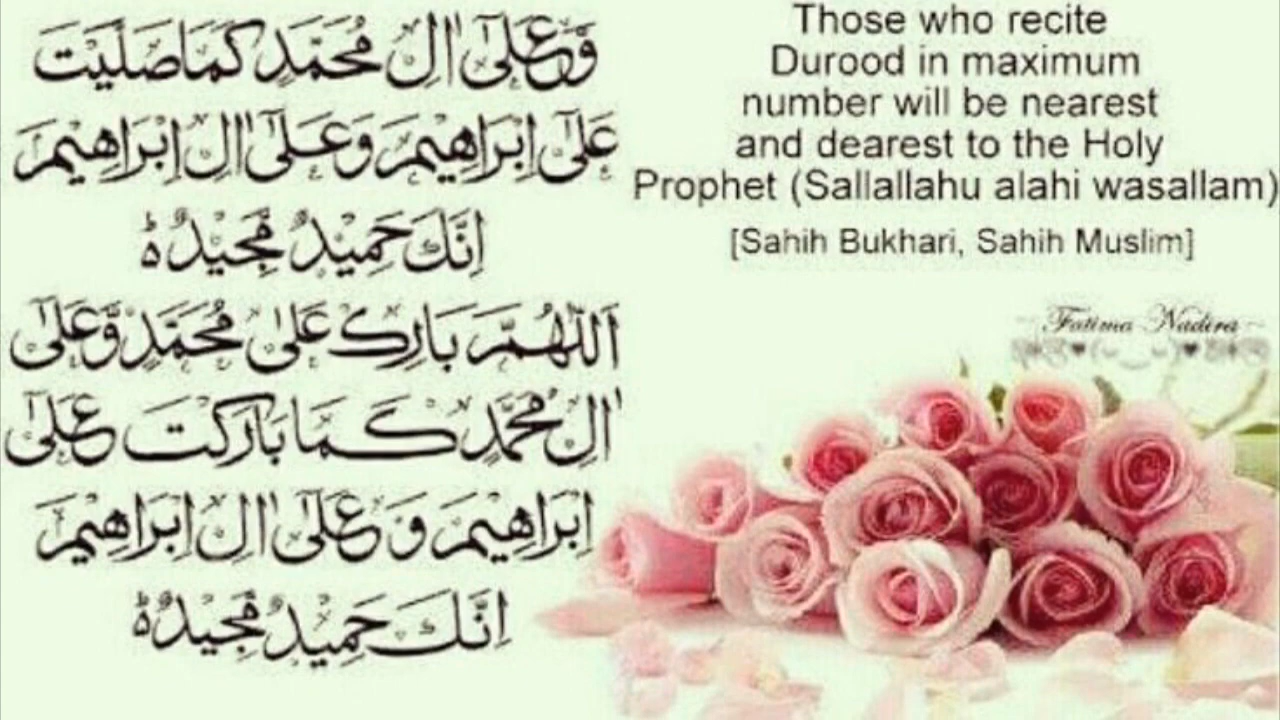 وَّعَلٰٓی اٰلِ مُحَمَّدٍ كَمَا صَلَّیْتَ
عَلٰٓی اِبْرَاهِیْمَ وَعَلٰٓی اٰلِ اِبْرَاهِیْمَ
اِنَّكَ حَمِیْدٌ مَّجِیْدٌ ؕ
اَللّٰهُمَّ بَارِكْ عَلٰی مُحَمَّدٍ وَّعَلٰٓی
اٰلِ مُحَمَّدٍ كَمَا بَارَكْتَ عَلٰٓی
اِبْرَاهِیْمَ وَ عَلٰٓی اٰلِ اِبْرَاهِیْمَ
اِنَّكَ حَمِیْدٌ مَّجِیْدٌ ؕ
Those who recite
Durood in maximum
number will be nearest
and dearest to the Holy
Prophet (Sallallahu alahi wasallam)
[Sahih Bukhari, Sahih Muslim]
Fatima Nadira